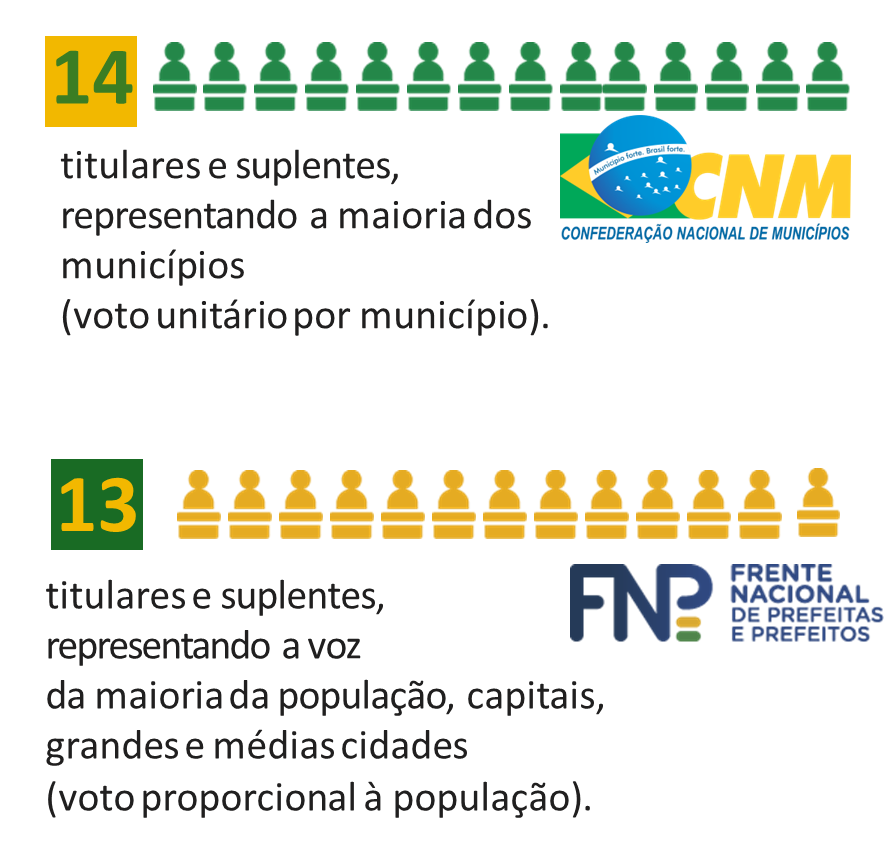 14
titulares e suplentes,
representando a maioria dos
municípios
(voto unitário por município).
Município forte. Brasil forte.
CNM
CONFEDERAÇÃO NACIONAL DE MUNICÍPIOS
13
titulares e suplentes,
representando a voz
da maioria da população, capitais,
grandes e médias cidades
(voto proporcional à população).
FNP
FRENTE
NACIONAL
DE PREFEITAS
E PREFEITOS